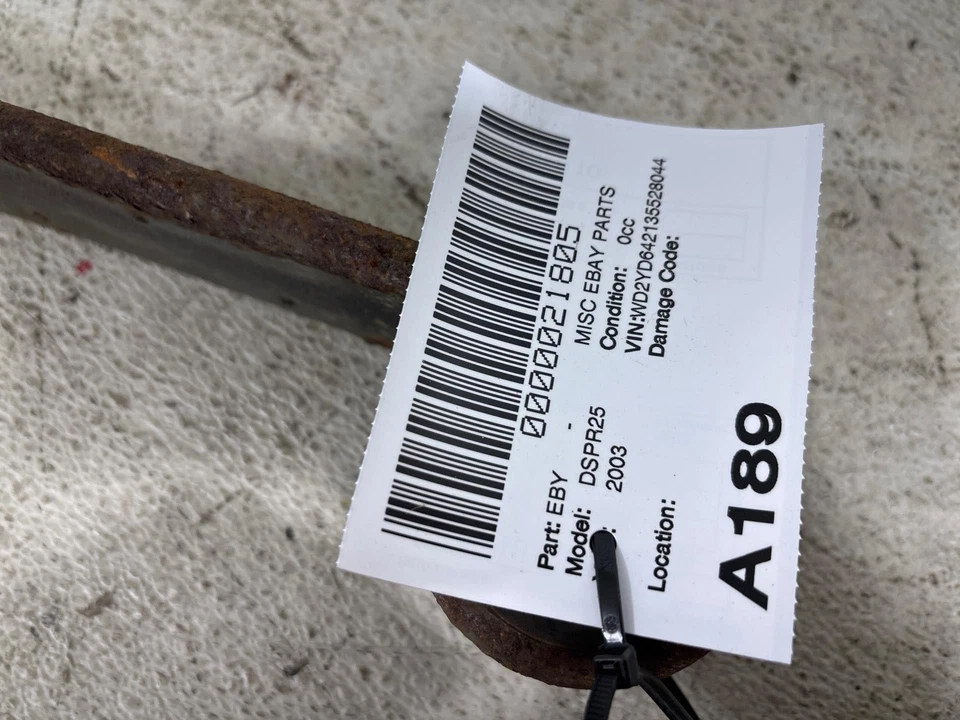 0000021805
Part: EBY - MISC EBAY PARTS
Model: DSPR25 Condition: 0cc
: 2003 VIN:WD2YD642135528044
Damage Code:
Location:
A189